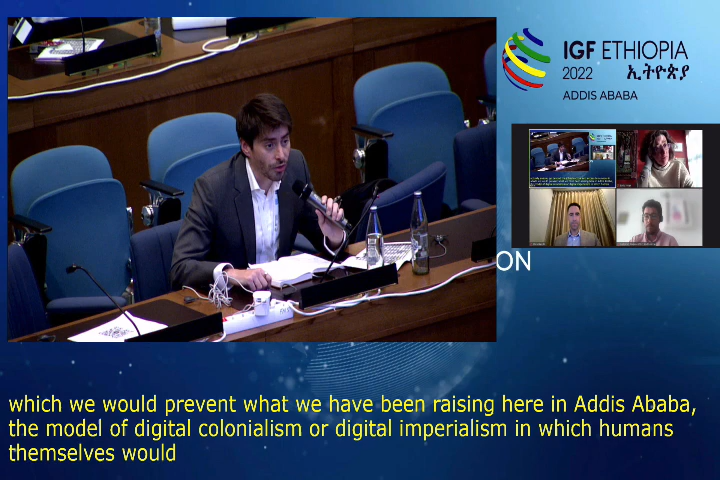 IGF ETHIOPIA
2022 ኢትዮጵያ
ADDIS ABABA
ON
which we would prevent what we have been raising here in Addis Ababa,
the model of digital colonialism or digital imperialism in which humans
themselves would